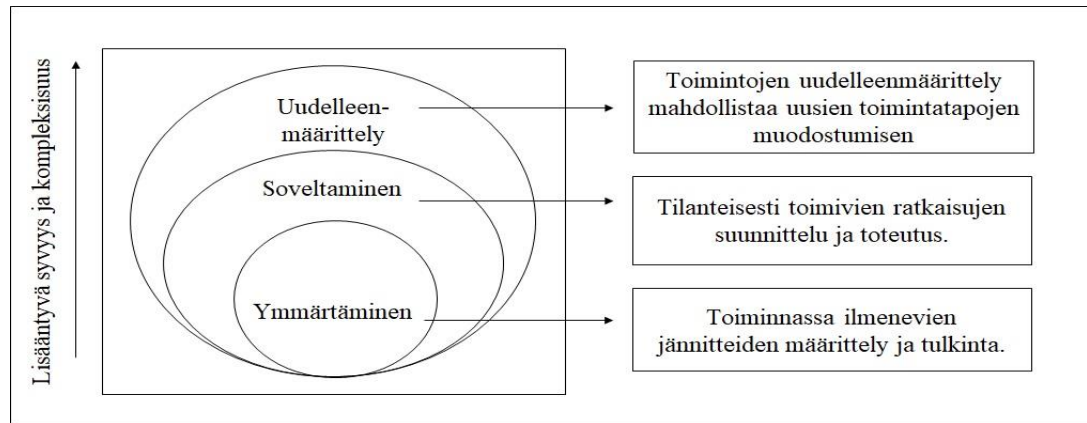 Lisääntyvä syvyys ja kompleksisuus
Uudelleen-
määrittely
Soveltaminen
Ymmärtäminen
Toimintojen uudelleenmäärittely
mahdollistaa uusien toimintatapojen
muodostumisen
Tilanteisesti toimivien ratkaisujen
suunnittelu ja toteutus.
Toiminnassa ilmenevien
jännitteiden määrittely ja tulkinta.